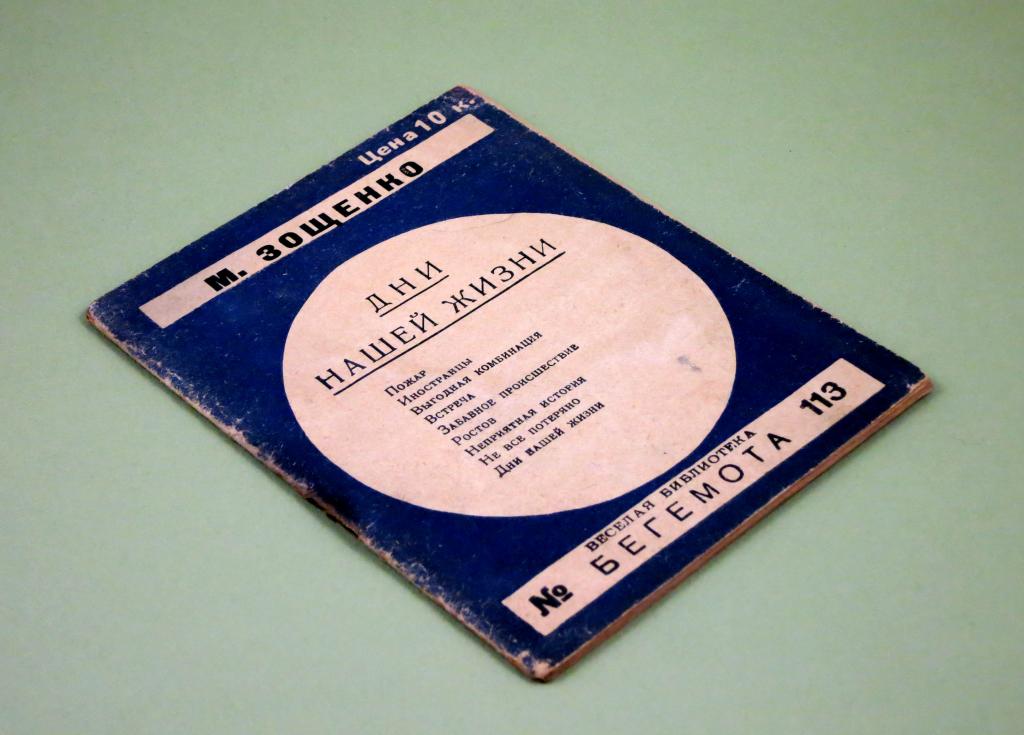 Цена 10 к.
М. ЗОЩЕНКО
ДНИ
НАШЕЙ ЖИЗНИ
Пожар
Иностранцы
Выгодная комбинация
Встреча
Забавное происшествие
Ростов
Неприятная история
Не все потеряно
Дни нашей жизни
ВЕСЕЛАЯ БИБЛИОТЕКА
№ БЕГЕМОТА 113